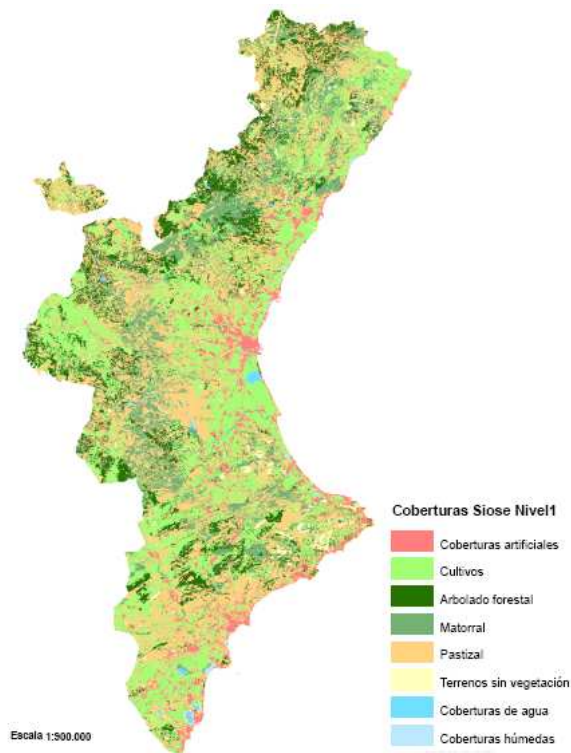 Coberturas Siose Nivel1
Coberturas artificiales
Cultivos
Arbolado forestal
Matorral
Pastizal
Terrenos sin vegetación
Coberturas de agua
Coberturas húmedas
Escala 1:900.000